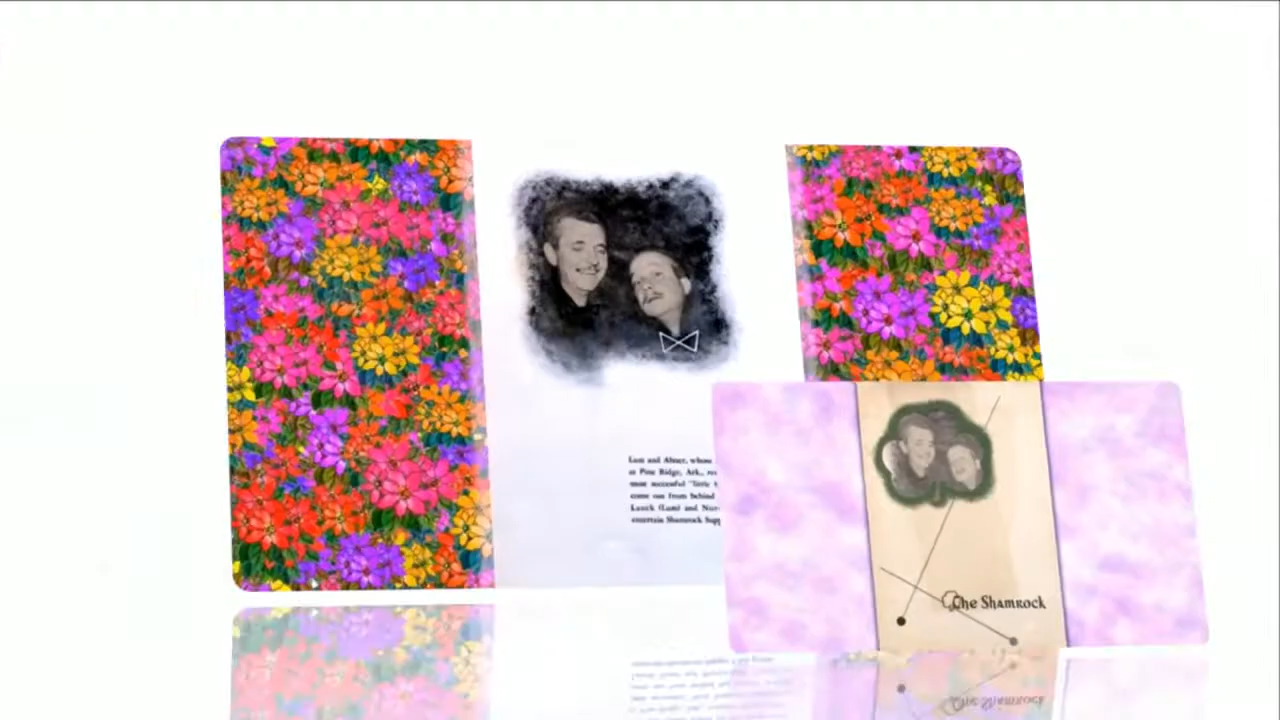 Lum and Abner, whose
at Pine Ridge, Ark.,
most successful "little
come out from behind
Lauck (Lum) and
entertain Shamrock
The Shamrock